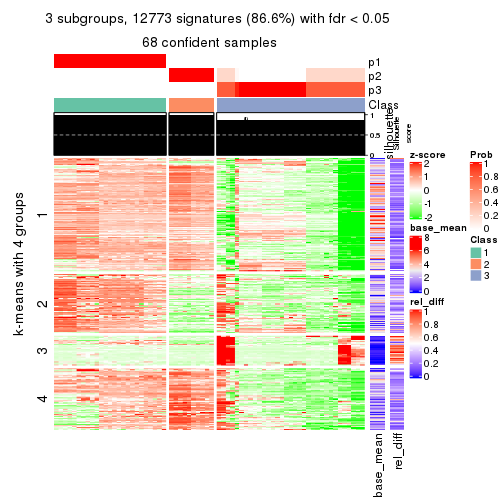 3 subgroups, 12773 signatures (86.6%) with fdr < 0.05
68 confident samples
p1
p2
p3
Class
1
0.5
0
silhouette
Silhouette
score
k-means with 4 groups
1
2
3
4
base_mean
rel_diff
z-score
2
1
0
-1
-2
base_mean
8
6
4
2
0
rel_diff
1
0.8
0.6
0.4
0.2
0
Prob
1
0.8
0.6
0.4
0.2
0
Class
1
2
3